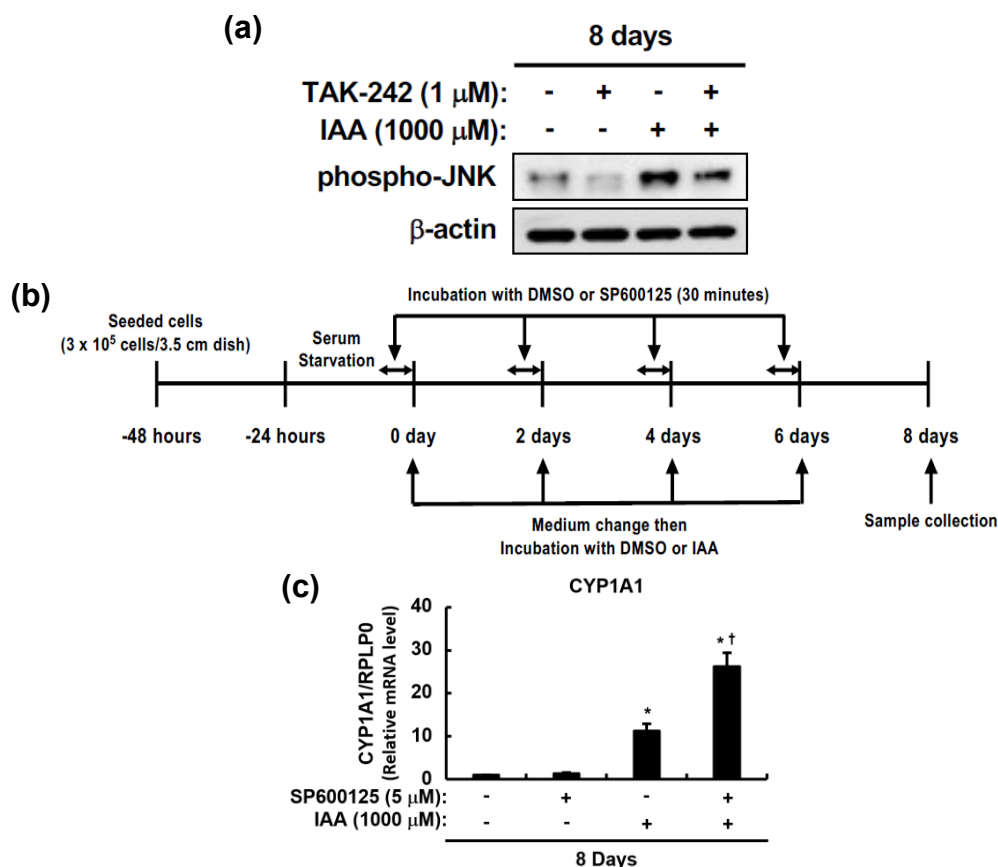 (a)
8 days
TAK-242 (1 μM): - + - +
IAA (1000 μM): - - + +
phospho-JNK
β-actin
(b)
Incubation with DMSO or SP600125 (30 minutes)
Seeded cells
(3 x 10⁵ cells/3.5 cm dish)
Serum
Starvation
-48 hours -24 hours 0 day 2 days 4 days 6 days 8 days
Medium change then
Incubation with DMSO or IAA
Sample collection
(c)
CYP1A1
CYP1A1/RPLP0
(Relative mRNA level)
40
30
20
10
0
*
* †
SP600125 (5 μM): - + - +
IAA (1000 μM): - - + +
8 Days